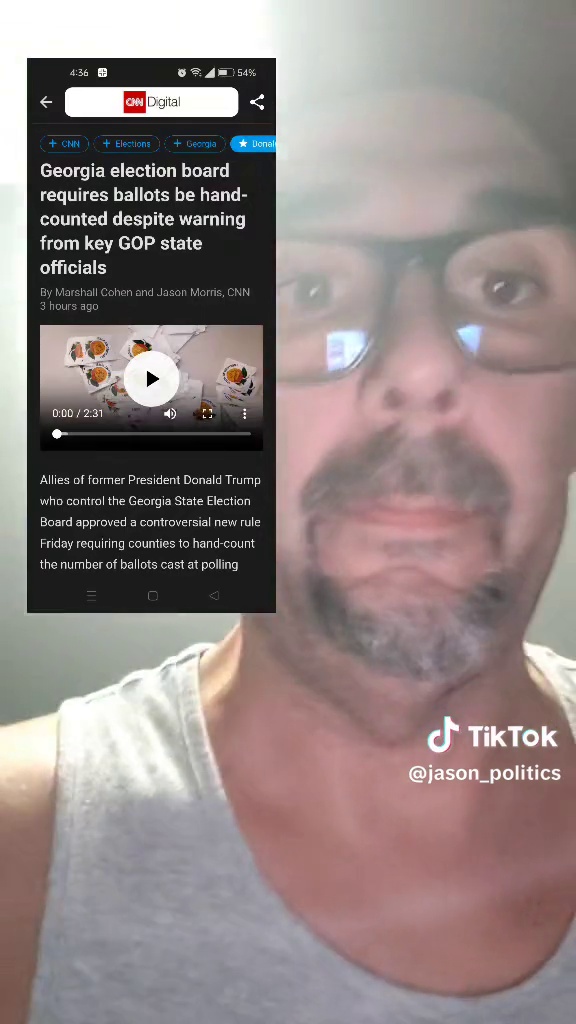 4:36
54%
CNN Digital
+ CNN
+ Elections
+ Georgia
★ Donal
Georgia election board
requires ballots be hand-
counted despite warning
from key GOP state
officials
By Marshall Cohen and Jason Morris, CNN
3 hours ago
0:00 / 2:31
Allies of former President Donald Trump
who control the Georgia State Election
Board approved a controversial new rule
Friday requiring counties to hand-count
the number of ballots cast at polling
TikTok
@jason_politics